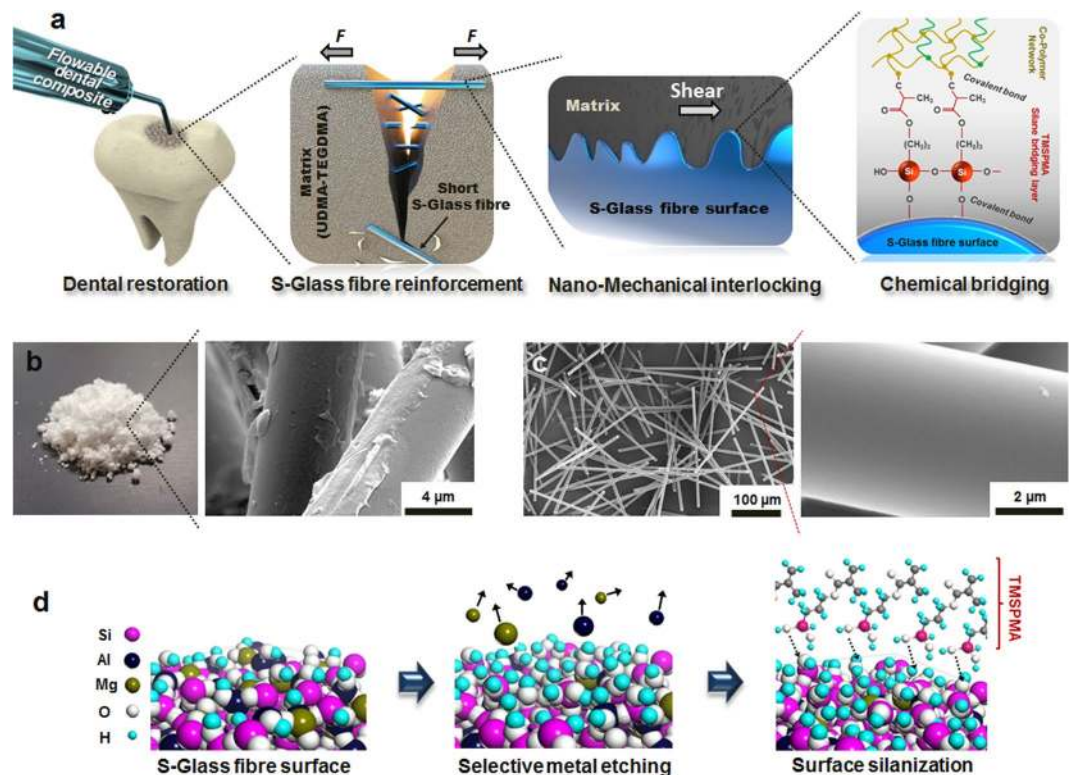 a
Flowable
dental
composite
Dental restoration
F
F
Matrix
(UDMA-TEGDMA)
Short
S-Glass fibre
S-Glass fibre reinforcement
Matrix
Shear
S-Glass fibre surface
Nano-Mechanical interlocking
Co-Polymer
Network
Covalent bond
C
CH₃
C
CH₃
C
O
C
O
O
O
(CH₂)₃
(CH₂)₃
TMSPMA
Silane bridging layer
HO
Si
O
Si
O
O
O
Covalent bond
S-Glass fibre surface
Chemical bridging
b
4 µm
c
100 µm
2 µm
d
Si
Al
Mg
O
H
S-Glass fibre surface
Selective metal etching
TMSPMA
Surface silanization